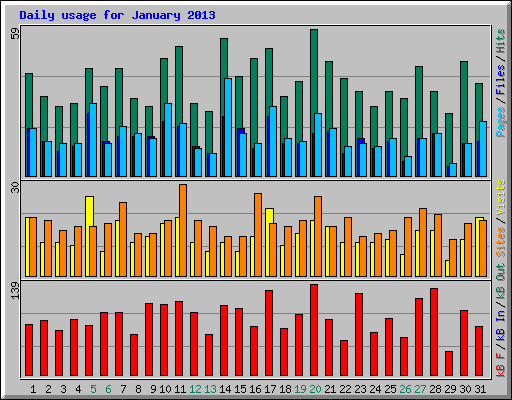 Daily usage for January 2013
59
Pages / Files / Hits
30
Sites / Visits
139
kB F / kB In / kB Out
1 2 3 4 5 6 7 8 9 10 11 12 13 14 15 16 17 18 19 20 21 22 23 24 25 26 27 28 29 30 31